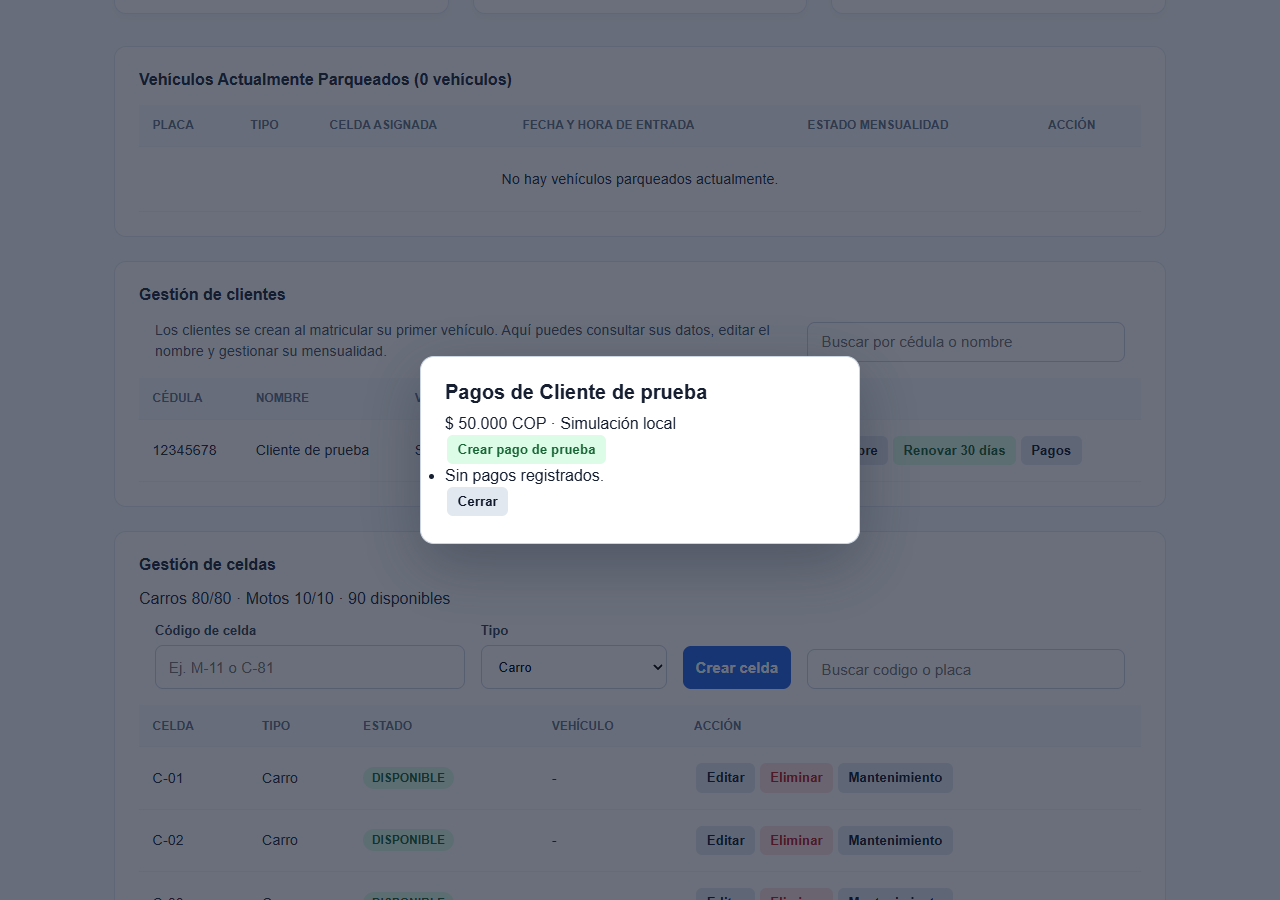 Vehículos Actualmente Parqueados (0 vehículos)
PLACA TIPO CELDA ASIGNADA FECHA Y HORA DE ENTRADA ESTADO MENSUALIDAD ACCIÓN
No hay vehículos parqueados actualmente.
Gestión de clientes
Los clientes se crean al matricular su primer vehículo. Aquí puedes consultar sus datos, editar el
nombre y gestionar su mensualidad.
Buscar por cédula o nombre
CÉDULA NOMBRE
12345678 Cliente de prueba Renovar 30 dias Pagos
Pagos de Cliente de prueba
$ 50.000 COP · Simulación local
Crear pago de prueba
• Sin pagos registrados.
Cerrar
Gestión de celdas
Carros 80/80 · Motos 10/10 · 90 disponibles
Código de celda Tipo
Ej. M-11 o C-81 Carro Crear celda Buscar codigo o placa
CELDA TIPO ESTADO VEHÍCULO ACCIÓN
C-01 Carro DISPONIBLE - Editar Eliminar Mantenimiento
C-02 Carro DISPONIBLE - Editar Eliminar Mantenimiento